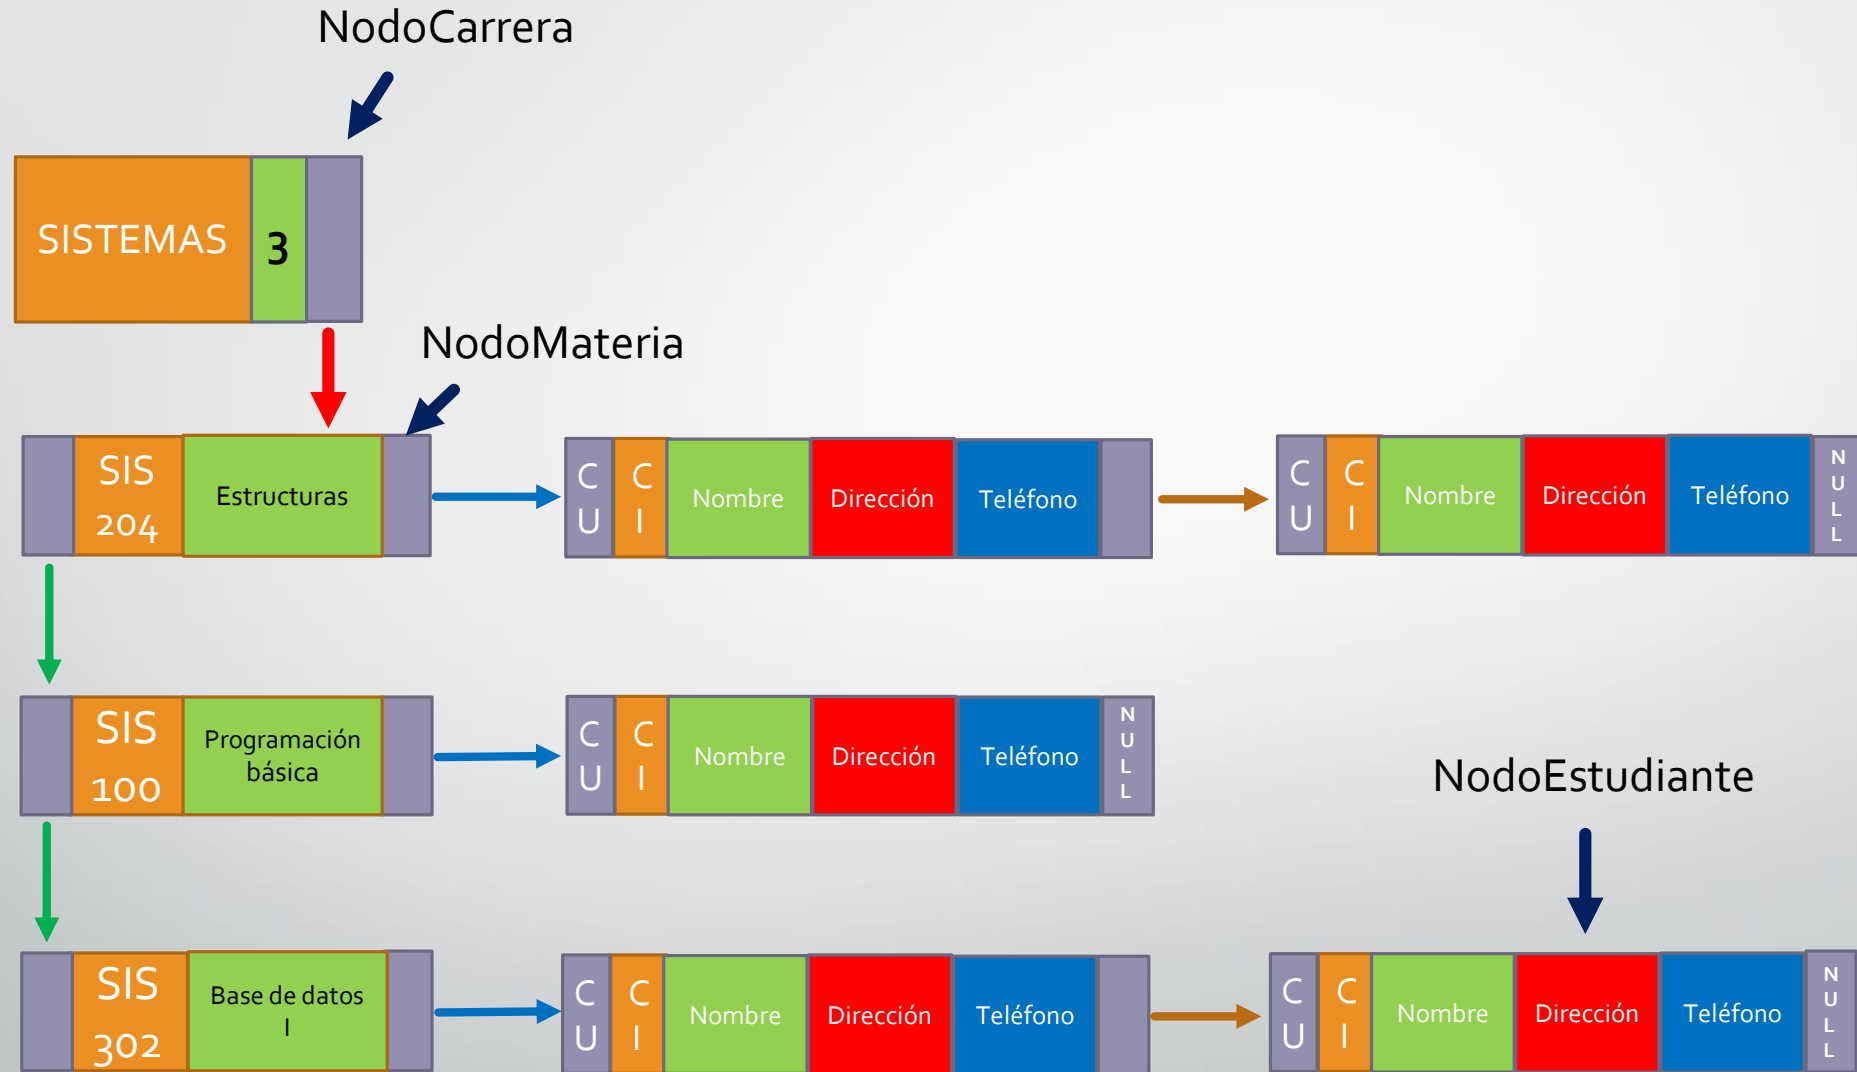 NodoCarrera
SISTEMAS 3
NodoMateria
SIS
204
Estructuras
C
U
C
I
Nombre
Dirección
Teléfono
C
U
C
I
Nombre
Dirección
Teléfono
N
U
L
L
SIS
100
Programación
básica
C
U
C
I
Nombre
Dirección
Teléfono
N
U
L
L
NodoEstudiante
SIS
302
Base de datos
I
C
U
C
I
Nombre
Dirección
Teléfono
C
U
C
I
Nombre
Dirección
Teléfono
N
U
L
L